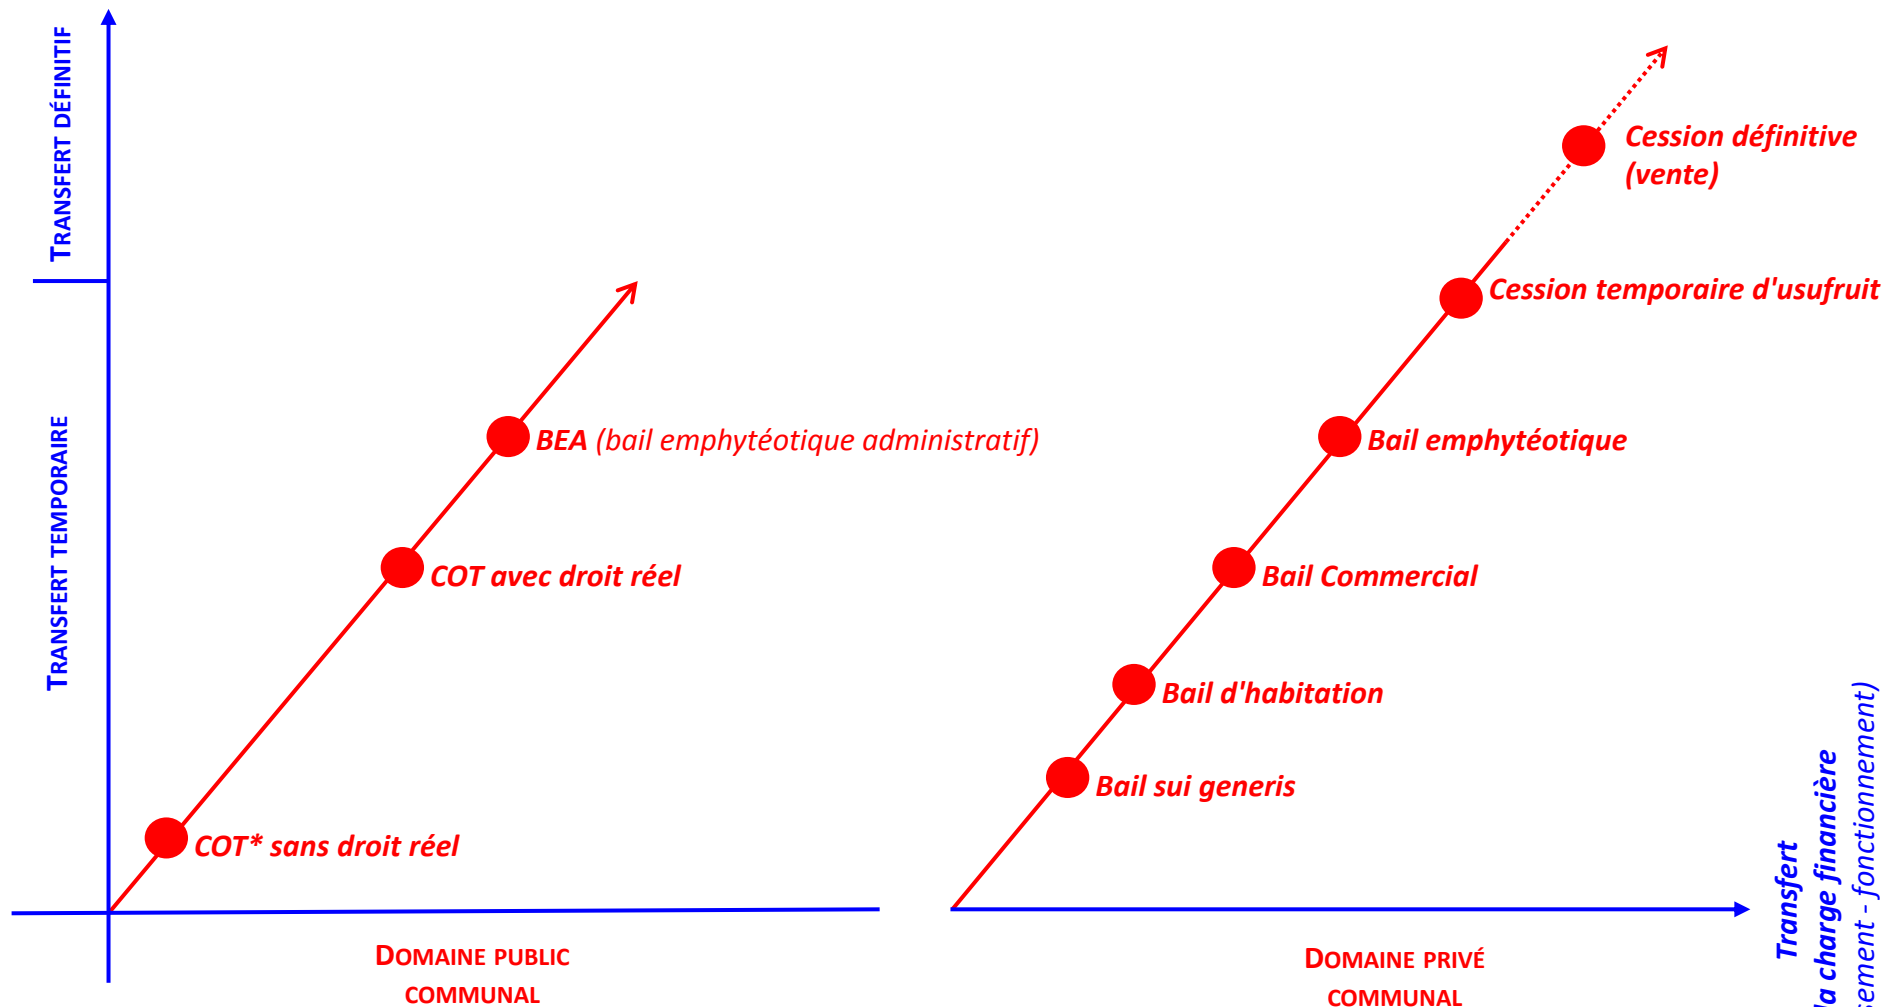 TRANSFERT DÉFINITIF
TRANSFERT TEMPORAIRE
BEA (bail emphytéotique administratif)
COT avec droit réel
COT* sans droit réel
DOMAINE PUBLIC
COMMUNAL
Cession définitive
(vente)
Cession temporaire d'usufruit
Bail emphytéotique
Bail Commercial
Bail d'habitation
Bail sui generis
DOMAINE PRIVÉ
COMMUNAL
Transfert
la charge financière
- fonctionnement)